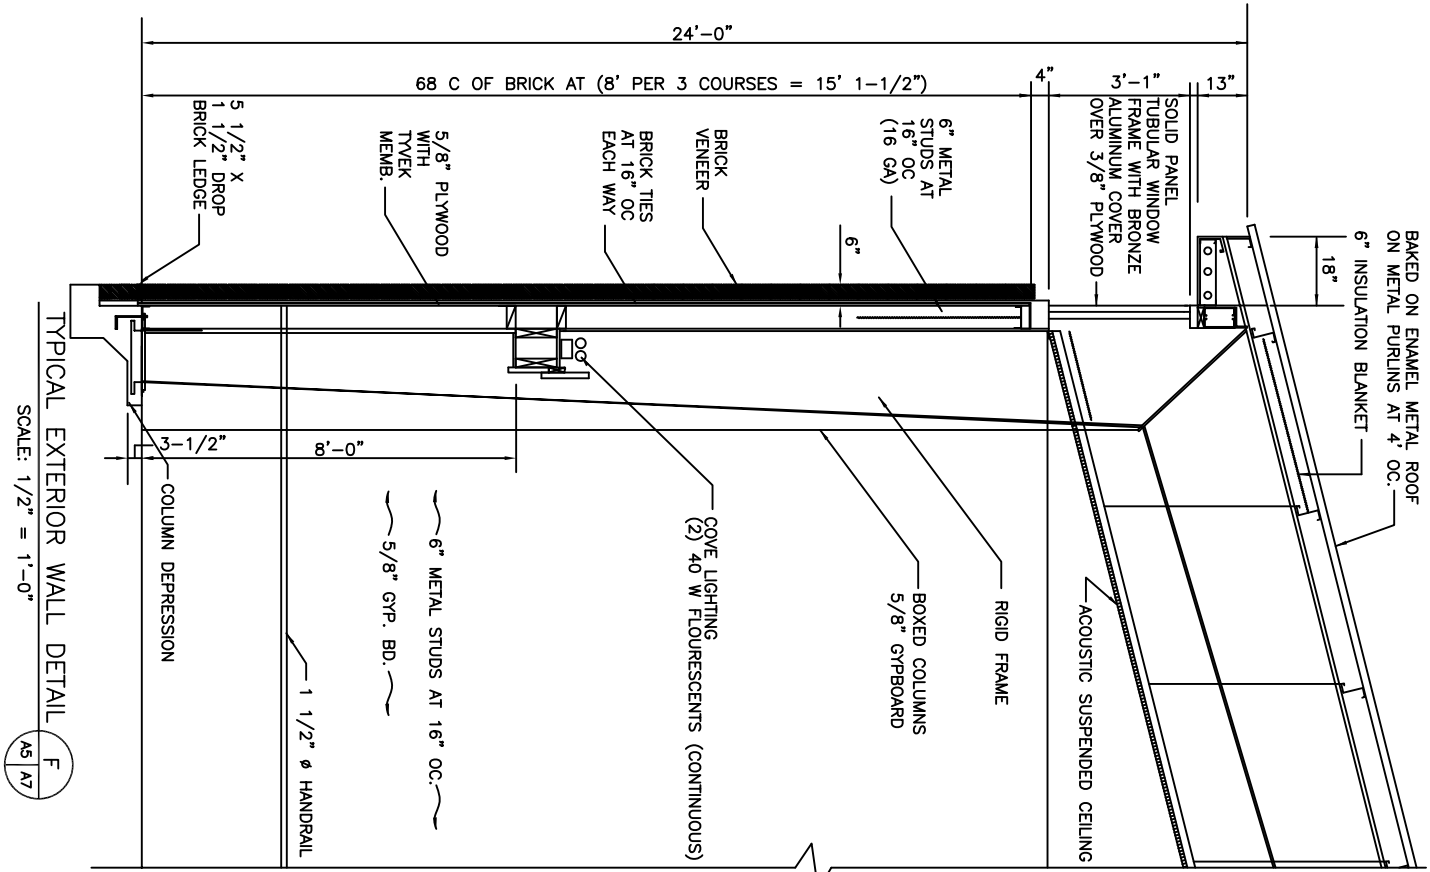 24'-0"
68 C OF BRICK AT (8' PER 3 COURSES = 15' 1-1/2")
4"
3'-1"
13"
BAKED ON ENAMEL METAL ROOF
ON METAL PURLINS AT 4' OC.
6" INSULATION BLANKET
18"
SOLID PANEL
TUBULAR WINDOW
FRAME WITH BRONZE
ALUMINUM COVER
OVER 3/8" PLYWOOD
6" METAL
STUDS AT
16" OC
(16 GA)
6"
BRICK
VENEER
BRICK TIES
AT 16" OC
EACH WAY
5/8" PLYWOOD
WITH
TYVEK
MEMB.
5 1/2" X
1 1/2" DROP
BRICK LEDGE
ACOUSTIC SUSPENDED CEILING
RIGID FRAME
BOXED COLUMNS
5/8" GYPBOARD
COVE LIGHTING
(2) 40 W FLOURESCENTS (CONTINUOUS)
6" METAL STUDS AT 16" OC.
5/8" GYP. BD.
1 1/2" ø HANDRAIL
8'-0"
3-1/2"
COLUMN DEPRESSION
TYPICAL EXTERIOR WALL DETAIL
SCALE: 1/2" = 1'-0"
F
A5 A7